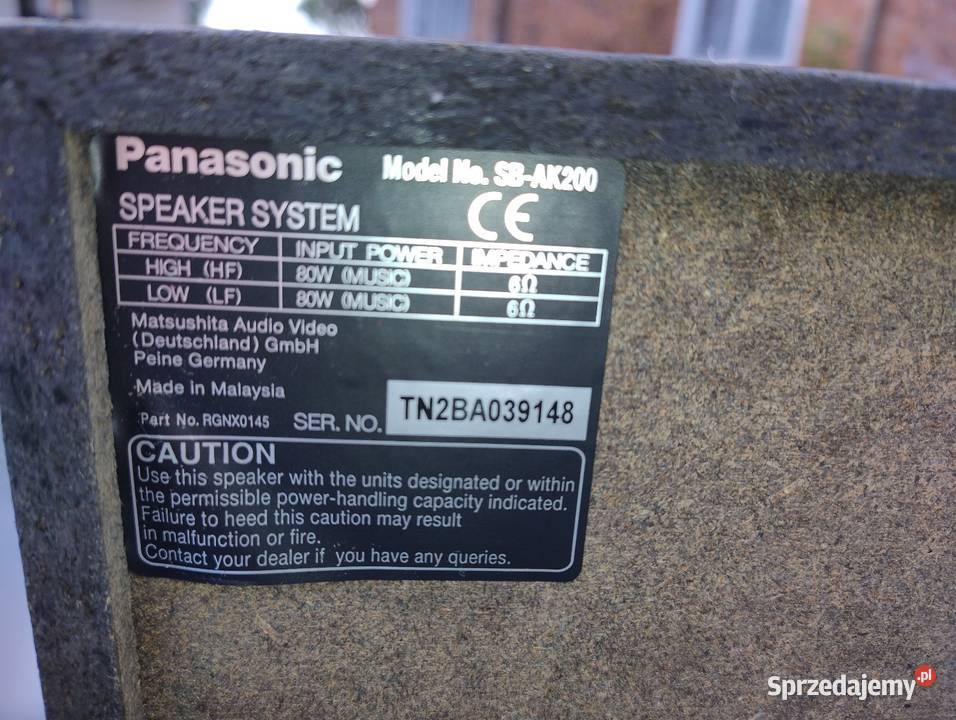 Panasonic Model No. SB-AK200
SPEAKER SYSTEM CE
FREQUENCY INPUT POWER IMPEDANCE
HIGH (HF) 80W (MUSIC) 6Ω
LOW (LF) 80W (MUSIC) 6Ω
Matsushita Audio Video
(Deutschland) GmbH
Peine Germany
Made in Malaysia
Part No. RGNX0145 SER. NO. TN2BA039148
CAUTION
Use this speaker with the units designated or within
the permissible power-handling capacity indicated.
Failure to heed this caution may result
in malfunction or fire.
Contact your dealer if you have any queries.
Sprzedajemy.pl